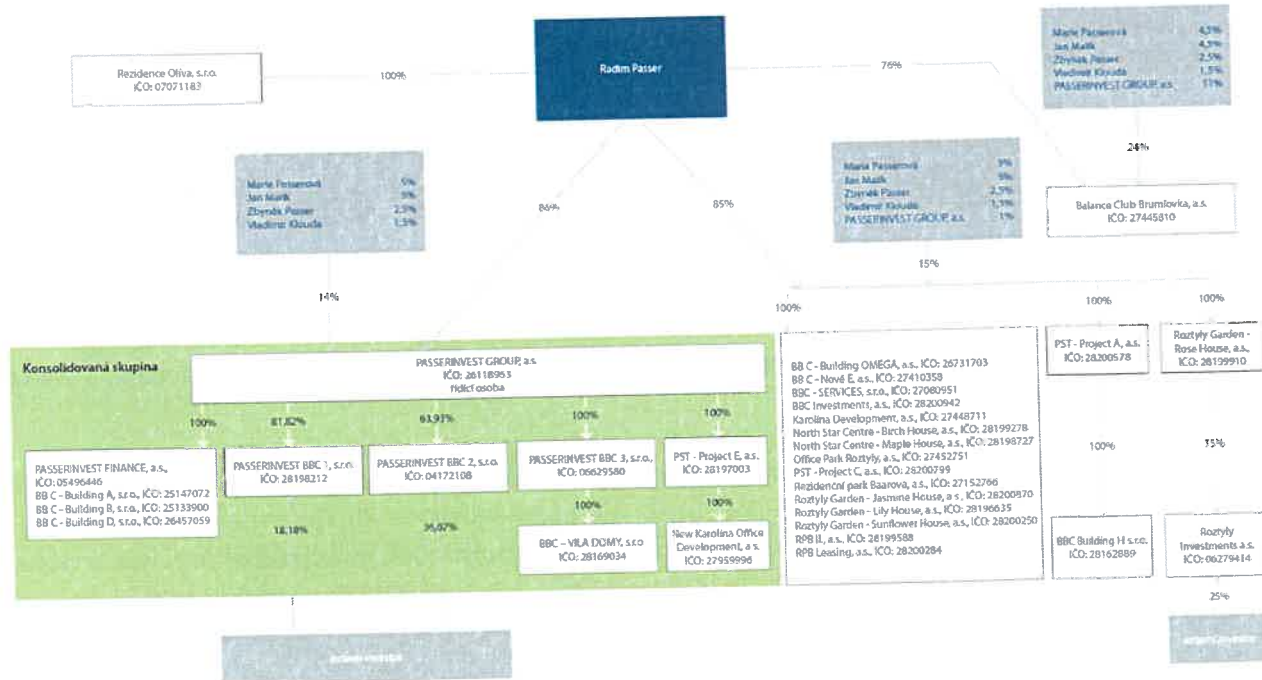 Rezidence Oliva, s.r.o.
IČO: 07071183
100%
Radim Passer
76%
Marie Passerová 4,5%
Jan Malík 4,5%
Zbyněk Passer 2,5%
Vladimír Klouda 1,5%
PASSERINVEST GROUP, a.s. 11%
24%
Balance Club Brumlovka, a.s.
IČO: 27445810
Marie Passerová 5%
Jan Malík 5%
Zbyněk Passer 2,5%
Vladimír Klouda 1,5%
14%
86%
85%
Marie Passerová 5%
Jan Malík 5%
Zbyněk Passer 2,5%
Vladimír Klouda 1,5%
PASSERINVEST GROUP, a.s. 1%
15%
100%
100%
100%
Konsolidovaná skupina
PASSERINVEST GROUP, a.s.
IČO: 26118963
řídící osoba
100%
81,82%
63,93%
100%
100%
PASSERINVEST FINANCE, a.s.,
IČO: 05496446
BB C - Building A, s.r.o., IČO: 25147072
BB C - Building B, s.r.o., IČO: 25133900
BB C - Building D, s.r.o., IČO: 26457059
PASSERINVEST BBC 1, s.r.o.
IČO: 28198212
18,18%
PASSERINVEST BBC 2, s.r.o.
IČO: 04172108
36,07%
PASSERINVEST BBC 3, s.r.o.,
IČO: 06629580
100%
BBC – VILA DOMY, s.r.o
IČO: 28169034
PST - Project E, a.s.
IČO: 28197003
100%
New Karolina Office
Development, a.s.
IČO: 27959996
BB C - Building OMEGA, a.s., IČO: 26731703
BB C - Nové E, a.s., IČO: 27410358
BBC - SERVICES, s.r.o., IČO: 27080951
BBC Investments, a.s., IČO: 28200942
Karolina Development, a.s., IČO: 27448711
North Star Centre - Birch House, a.s., IČO: 28199278
North Star Centre - Maple House, a.s., IČO: 28198727
Office Park Roztyly, a.s., IČO: 27452751
PST - Project C, a.s., IČO: 28200799
Rezidenční park Baarova, a.s., IČO: 27152766
Roztyly Garden - Jasmine House, a.s., IČO: 28200870
Roztyly Garden - Lily House, a.s., IČO: 28196635
Roztyly Garden - Sunflower House, a.s., IČO: 28200250
RPB II., a.s., IČO: 28199588
RPB Leasing, a.s., IČO: 28200284
PST - Project A, a.s.
IČO: 28200578
100%
BBC Building H s.r.o.
IČO: 28162889
Roztyly Garden -
Rose House, a.s.,
IČO: 28199910
75%
Roztyly
Investments a.s.
IČO: 06279414
25%